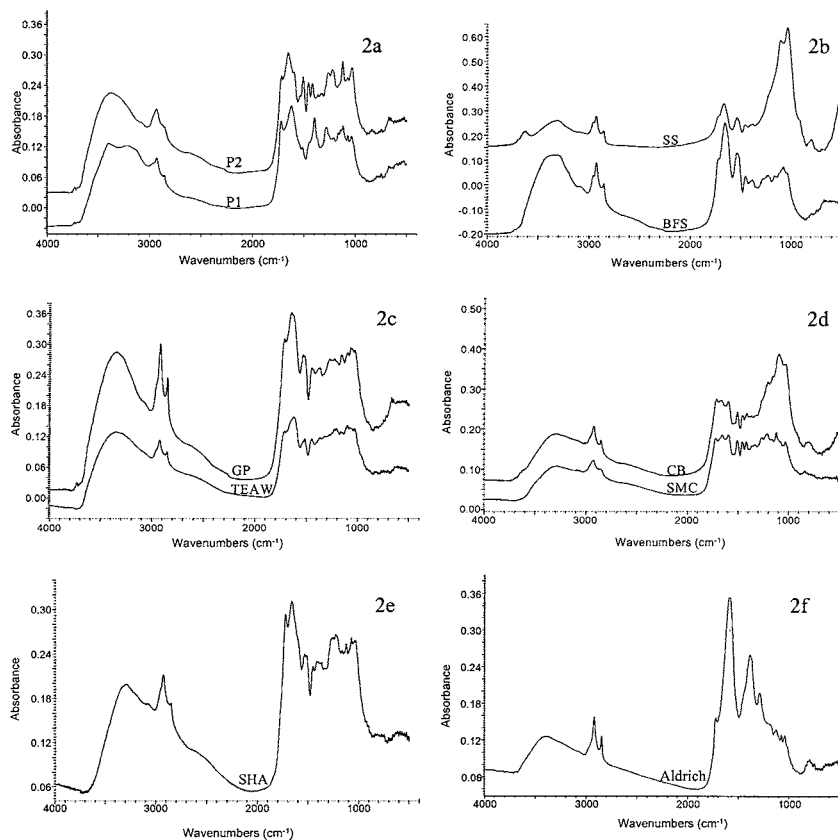 2a
0.36
0.30
0.24
0.18
0.12
0.06
0.00
Absorbance
P2
P1
4000 3000 2000 1000
Wavenumbers (cm⁻¹)
2b
0.60
0.40
0.20
0.00
-0.10
-0.20
Absorbance
SS
BFS
4000 3000 2000 1000
Wavenumbers (cm⁻¹)
2c
0.36
0.30
0.24
0.18
0.12
0.06
0.00
Absorbance
GP
TEAW
4000 3000 2000 1000
Wavenumbers (cm⁻¹)
2d
0.50
0.40
0.30
0.20
0.10
0.00
Absorbance
CB
SMC
4000 3000 2000 1000
Wavenumbers (cm⁻¹)
2e
0.30
0.24
0.18
0.12
0.06
Absorbance
SHA
4000 3000 2000 1000
Wavenumbers (cm⁻¹)
2f
0.36
0.32
0.28
0.24
0.20
0.16
0.12
0.08
Absorbance
Aldrich
4000 3000 2000 1000
Wavenumbers (cm⁻¹)